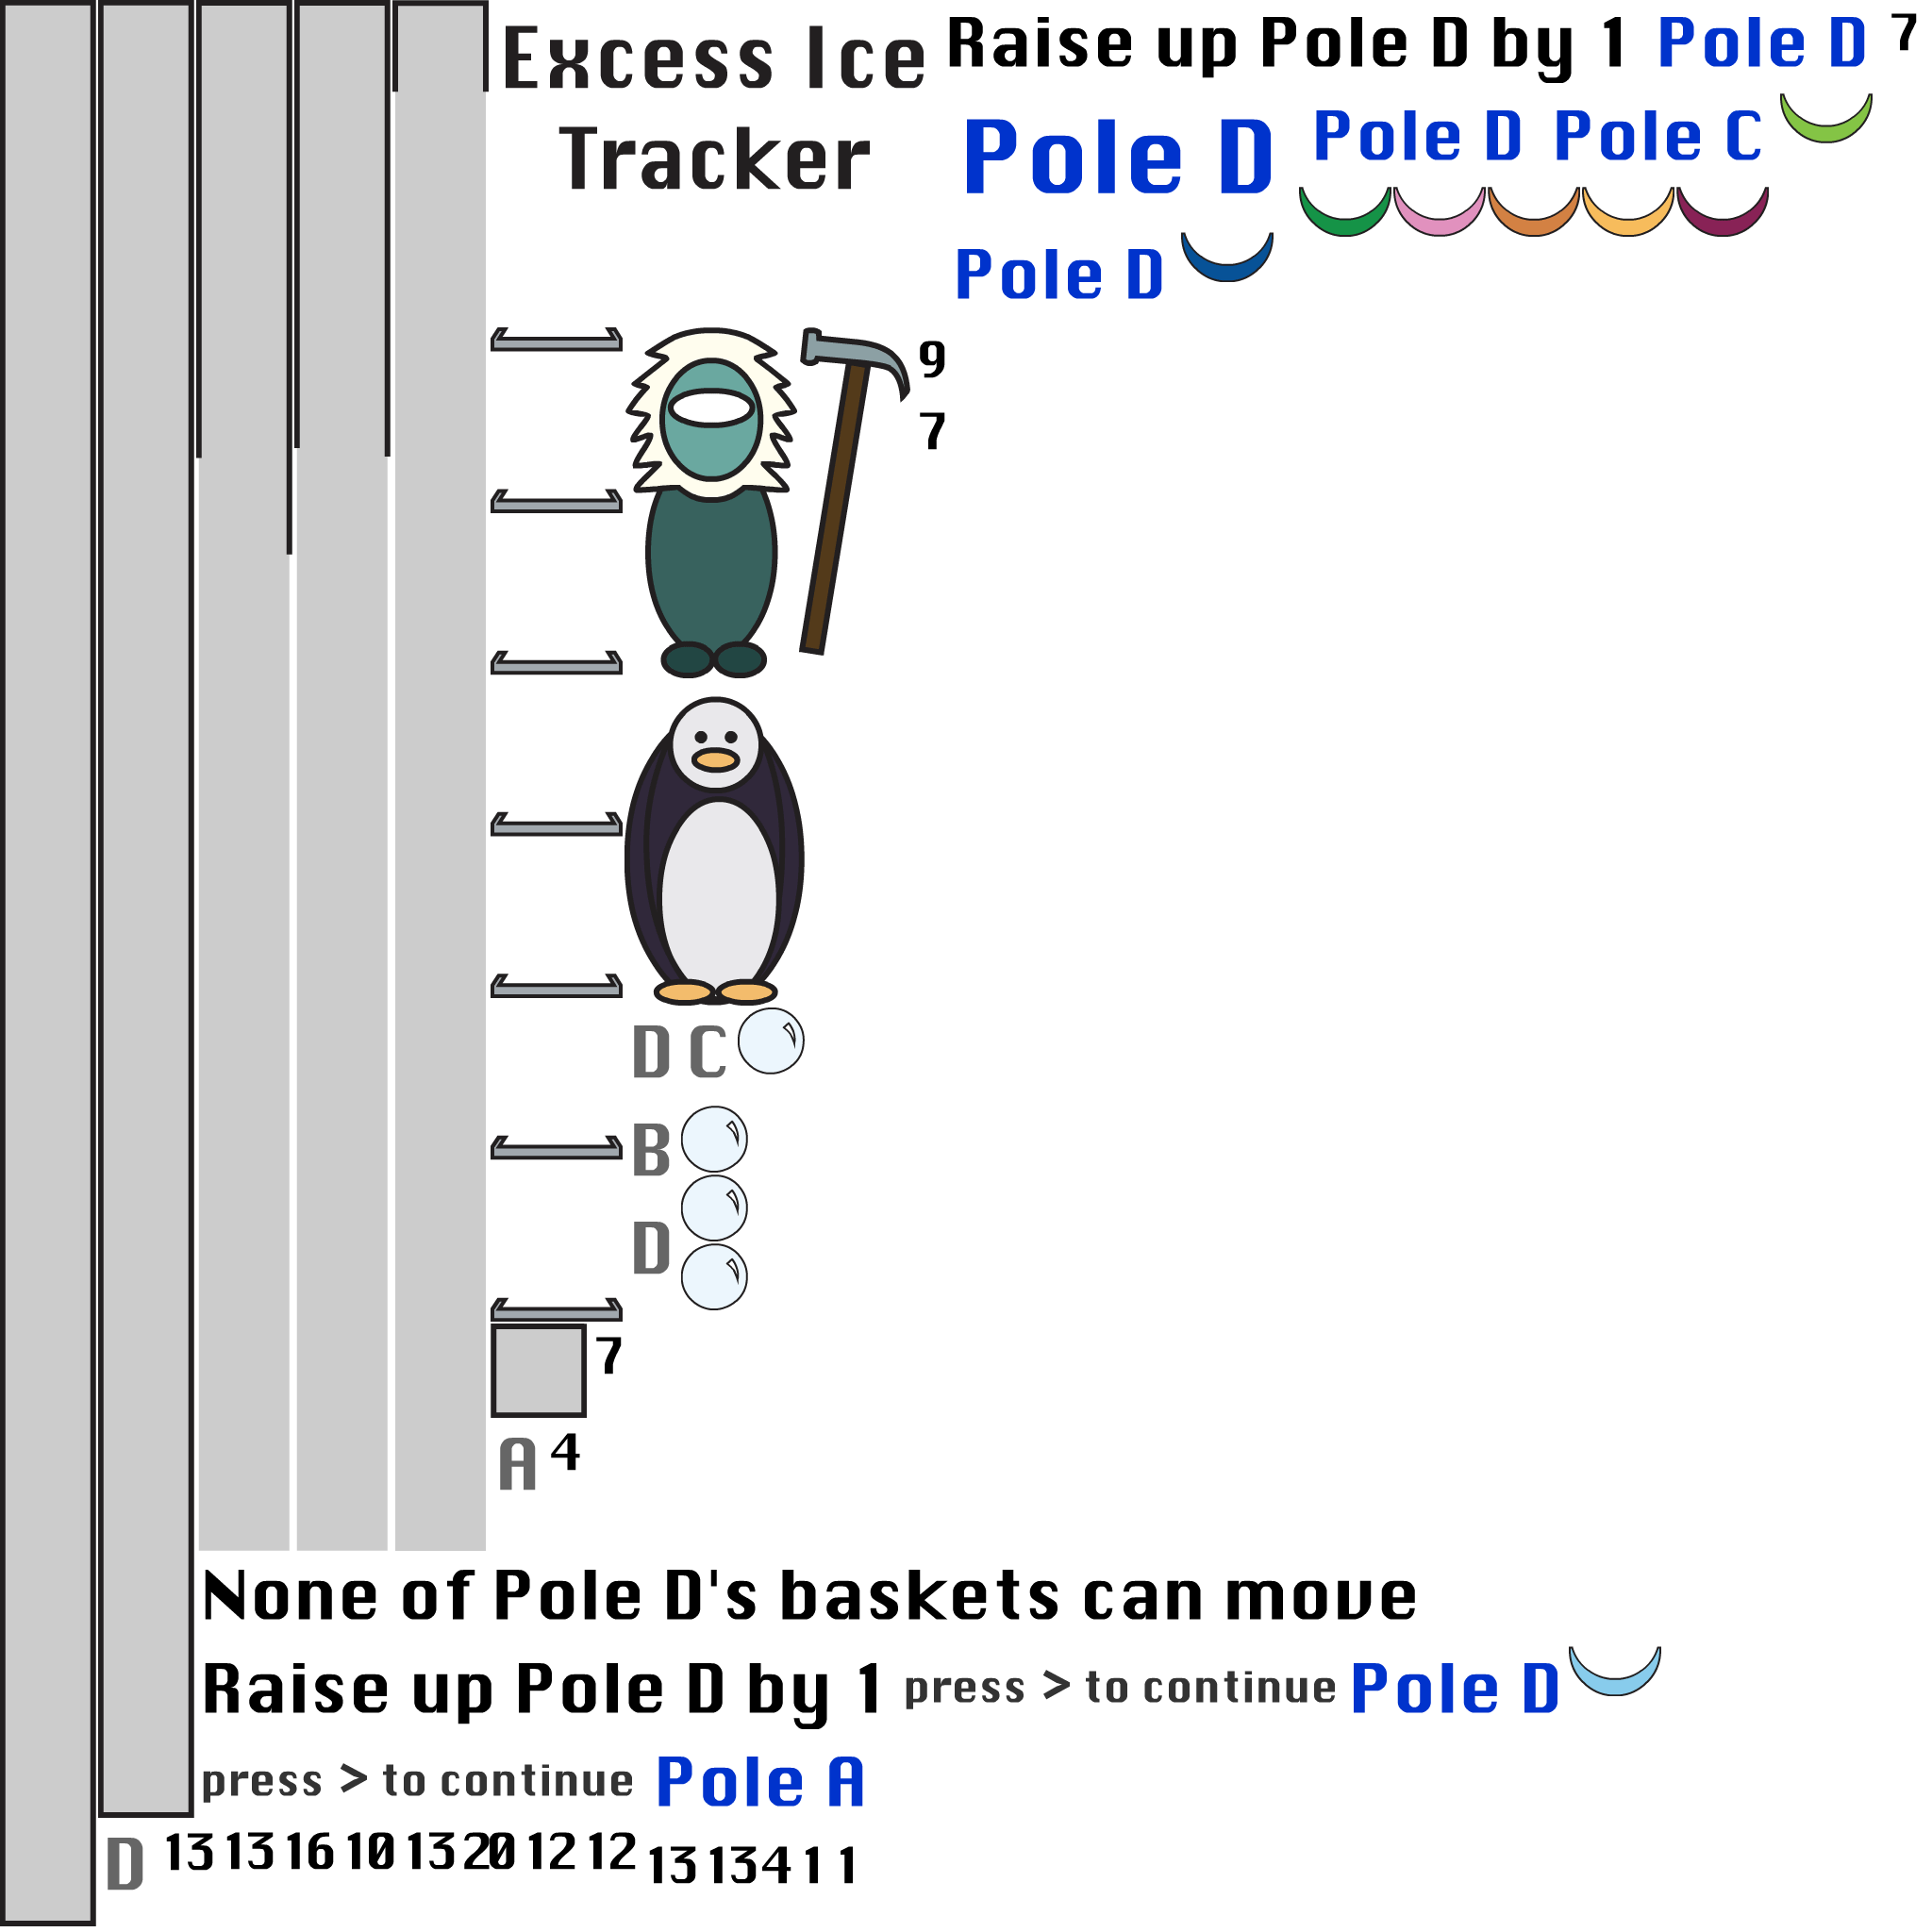 Excess Ice
Tracker
Raise up Pole D by 1 Pole D 7
Pole D Pole D Pole C
Pole D
9
7
D C
B
D
7
A 4
None of Pole D's baskets can move
Raise up Pole D by 1 press > to continue Pole D
press > to continue Pole A
D 13 13 16 10 13 20 12 12 13 13 4 1 1